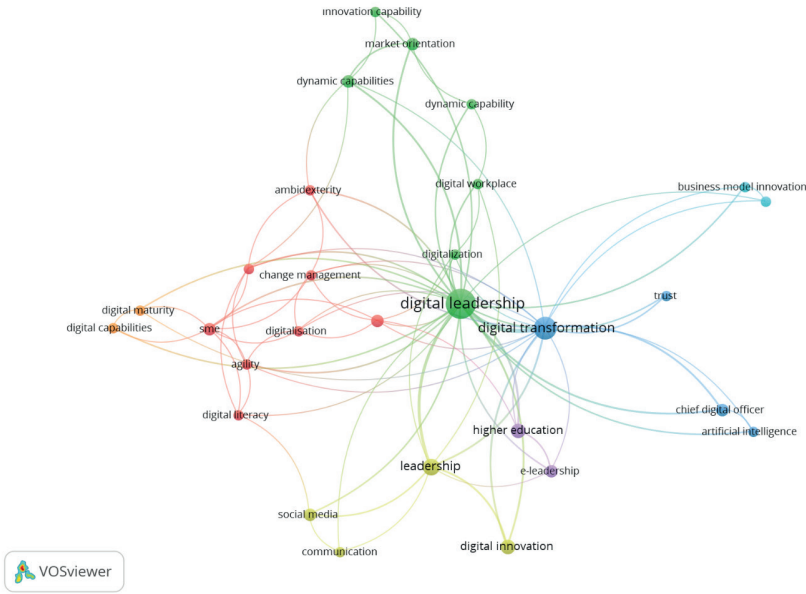 innovation capability
market orientation
dynamic capabilities
dynamic capability
digital workplace
ambidexterity
business model innovation
digitalization
change management
digital leadership
trust
digital maturity
digital capabilities
sme
digitalisation
digital transformation
agility
digital literacy
chief digital officer
higher education
artificial intelligence
leadership
e-leadership
social media
communication
digital innovation
VOSviewer